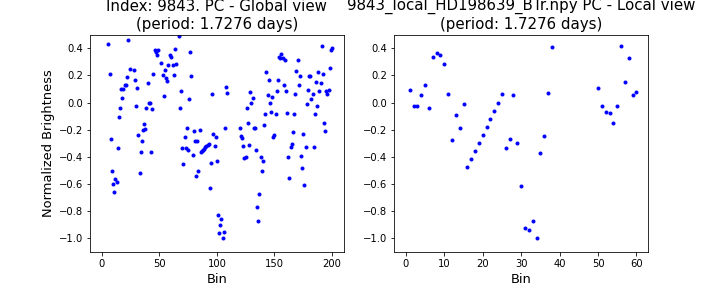 Index: 9843. PC - Global view
(period: 1.7276 days)
9843_local_HD198639_BTr.npy PC - Local view
(period: 1.7276 days)
Normalized Brightness
0.4
0.2
0.0
−0.2
−0.4
−0.6
−0.8
−1.0
0 50 100 150 200
Bin
0.4
0.2
0.0
−0.2
−0.4
−0.6
−0.8
−1.0
0 10 20 30 40 50 60
Bin